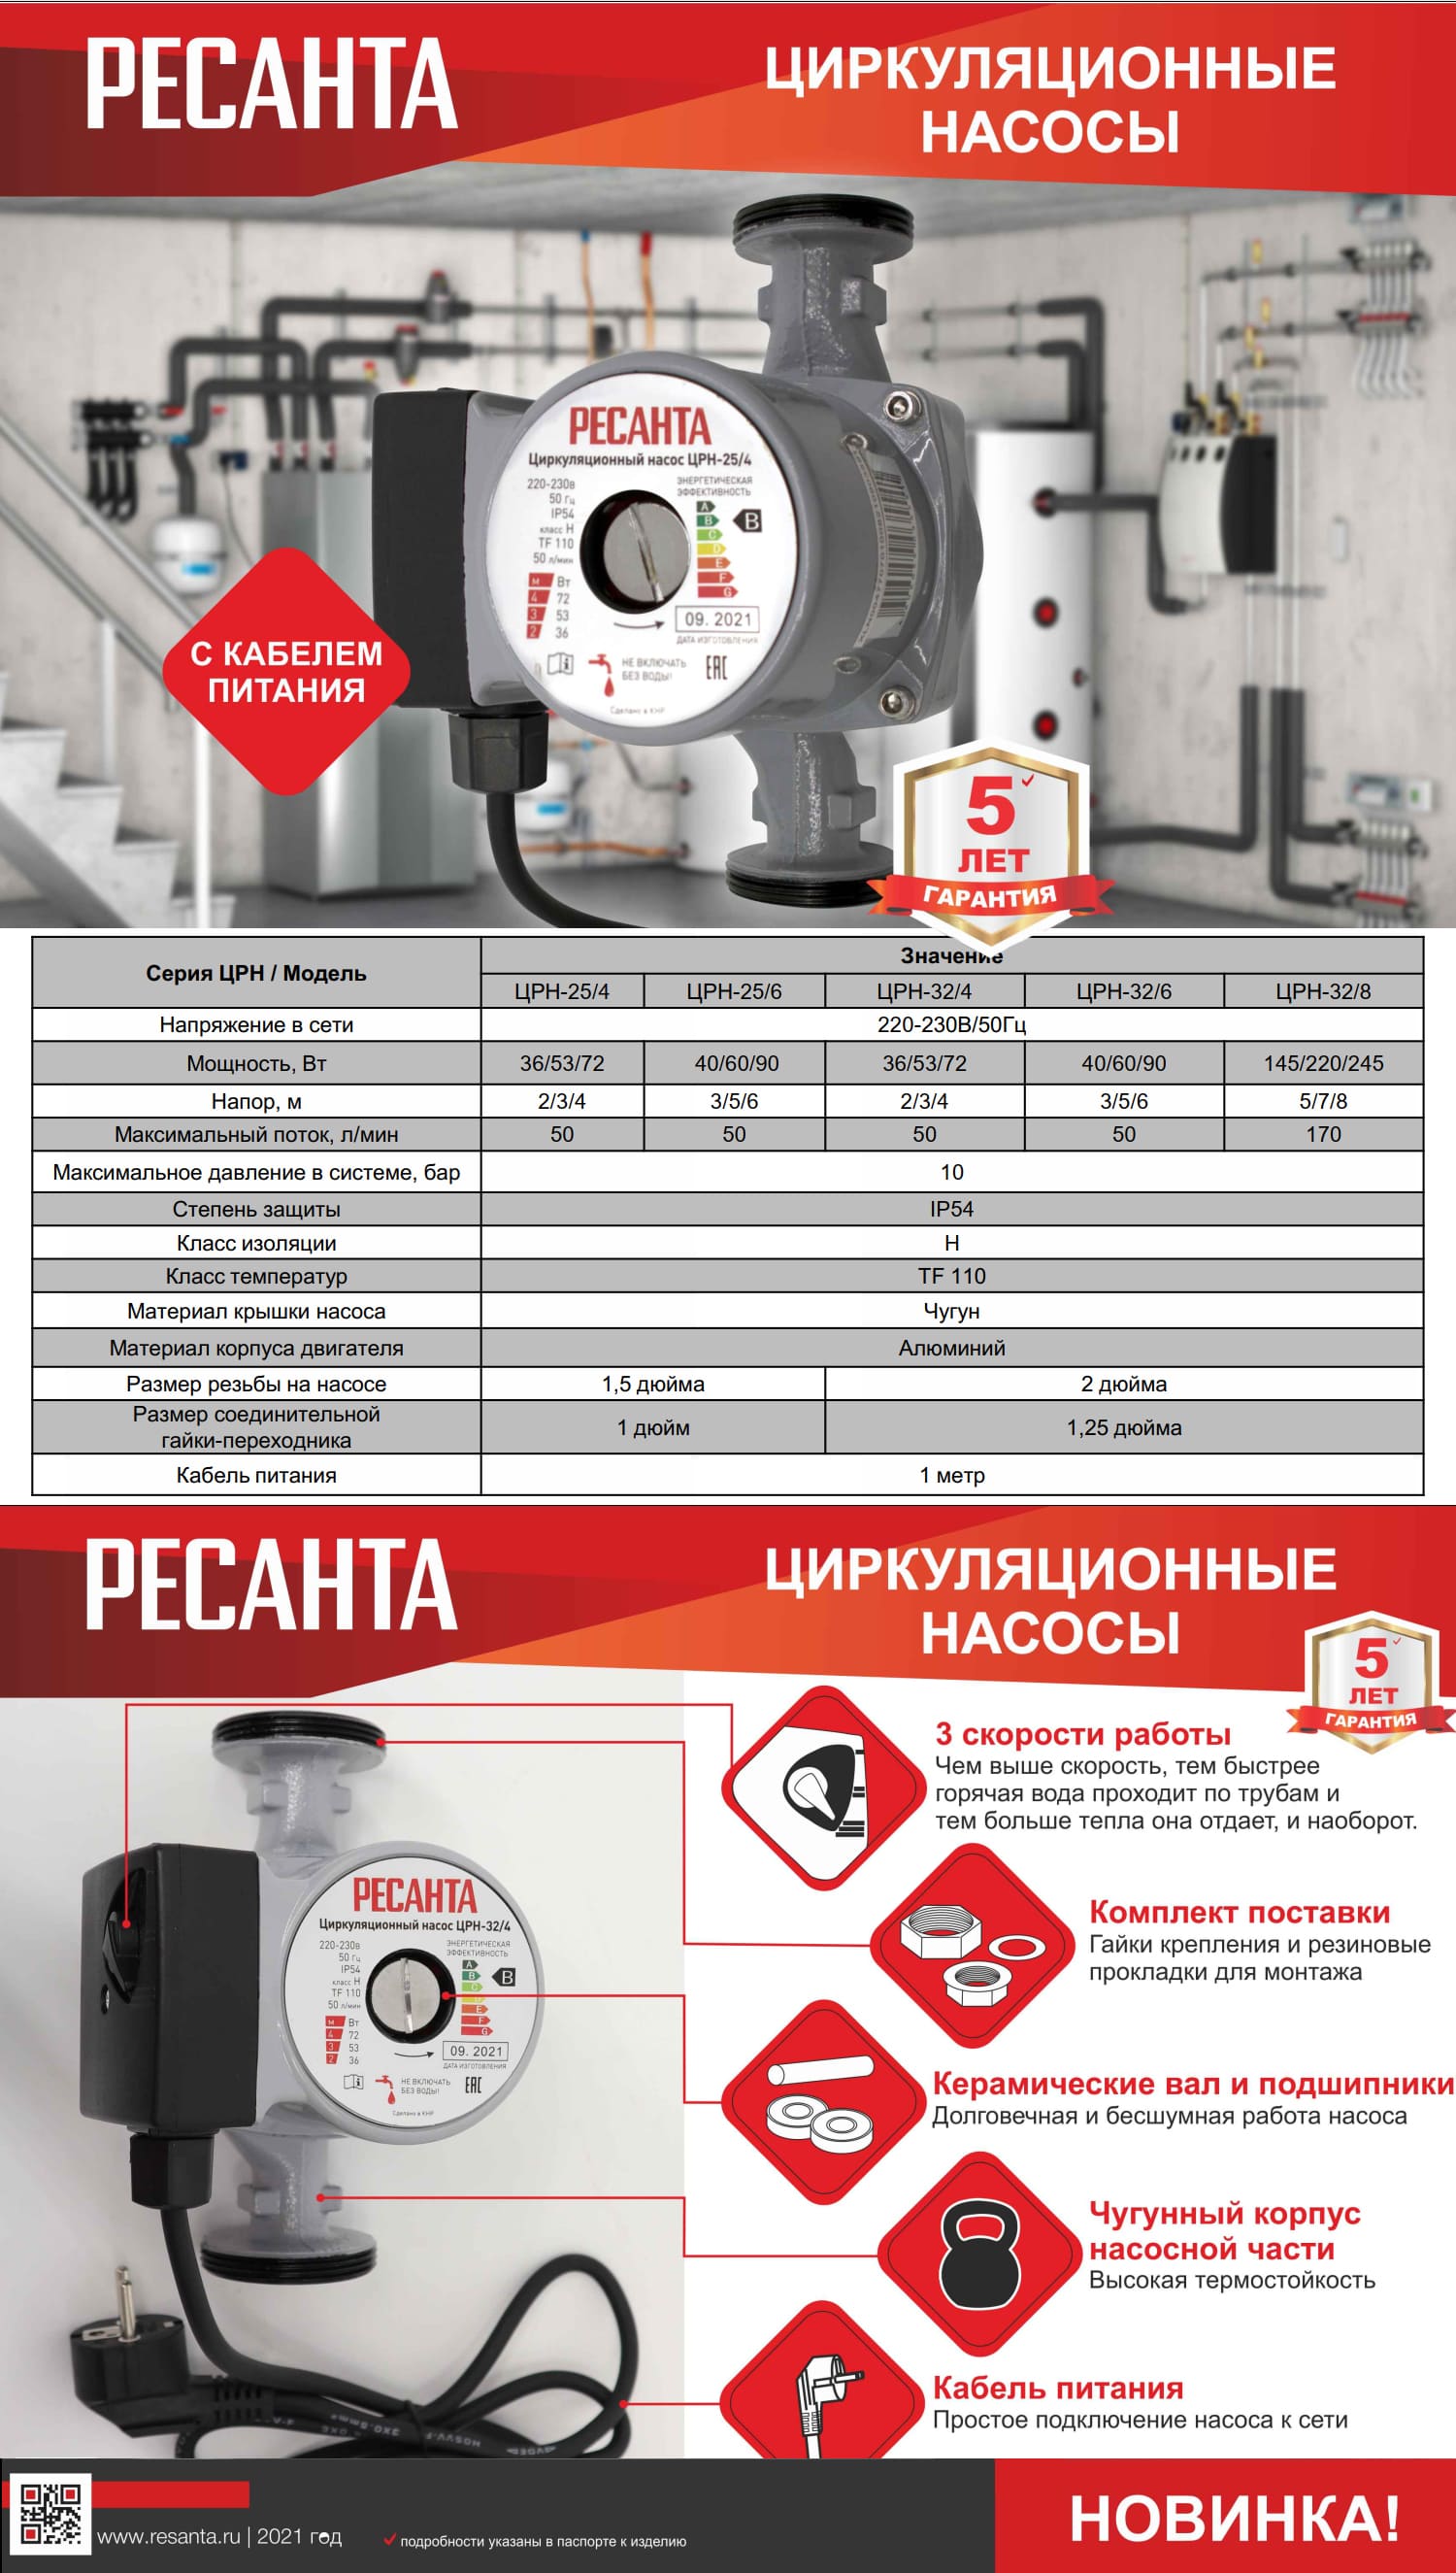 РЕСАНТА
ЦИРКУЛЯЦИОННЫЕ
НАСОСЫ
РЕСАНТА
Циркуляционный насос ЦРН-25/4
220-230в
50 Гц
IP54
класс H
TF 110
50 л/мин
ЭНЕРГЕТИЧЕСКАЯ
ЭФФЕКТИВНОСТЬ
A
B
C
D
E
F
G
B
М Вт
4 72
3 53
2 36
09. 2021
ДАТА ИЗГОТОВЛЕНИЯ
НЕ ВКЛЮЧАТЬ
БЕЗ ВОДЫ!
EAC
Сделано в КНР
С КАБЕЛЕМ
ПИТАНИЯ
5
ЛЕТ
ГАРАНТИЯ
Серия ЦРН / Модель
Значение
ЦРН-25/4 ЦРН-25/6 ЦРН-32/4 ЦРН-32/6 ЦРН-32/8
Напряжение в сети 220-230В/50Гц
Мощность, Вт 36/53/72 40/60/90 36/53/72 40/60/90 145/220/245
Напор, м 2/3/4 3/5/6 2/3/4 3/5/6 5/7/8
Максимальный поток, л/мин 50 50 50 50 170
Максимальное давление в системе, бар 10
Степень защиты IP54
Класс изоляции H
Класс температур TF 110
Материал крышки насоса Чугун
Материал корпуса двигателя Алюминий
Размер резьбы на насосе 1,5 дюйма 2 дюйма
Размер соединительной
гайки-переходника 1 дюйм 1,25 дюйма
Кабель питания 1 метр
РЕСАНТА
ЦИРКУЛЯЦИОННЫЕ
НАСОСЫ
5
ЛЕТ
ГАРАНТИЯ
3 скорости работы
Чем выше скорость, тем быстрее
горячая вода проходит по трубам и
тем больше тепла она отдает, и наоборот.
РЕСАНТА
Циркуляционный насос ЦРН-32/4
220-230в
50 Гц
IP54
класс H
TF 110
50 л/мин
ЭНЕРГЕТИЧЕСКАЯ
ЭФФЕКТИВНОСТЬ
A
B
C
E
F
G
B
М Вт
4 72
3 53
2 36
09. 2021
ДАТА ИЗГОТОВЛЕНИЯ
НЕ ВКЛЮЧАТЬ
БЕЗ ВОДЫ!
EAC
Сделано в КНР
Комплект поставки
Гайки крепления и резиновые
прокладки для монтажа
Керамические вал и подшипники
Долговечная и бесшумная работа насоса
Чугунный корпус
насосной части
Высокая термостойкость
Кабель питания
Простое подключение насоса к сети
www.resanta.ru | 2021 год
подробности указаны в паспорте к изделию
НОВИНКА!